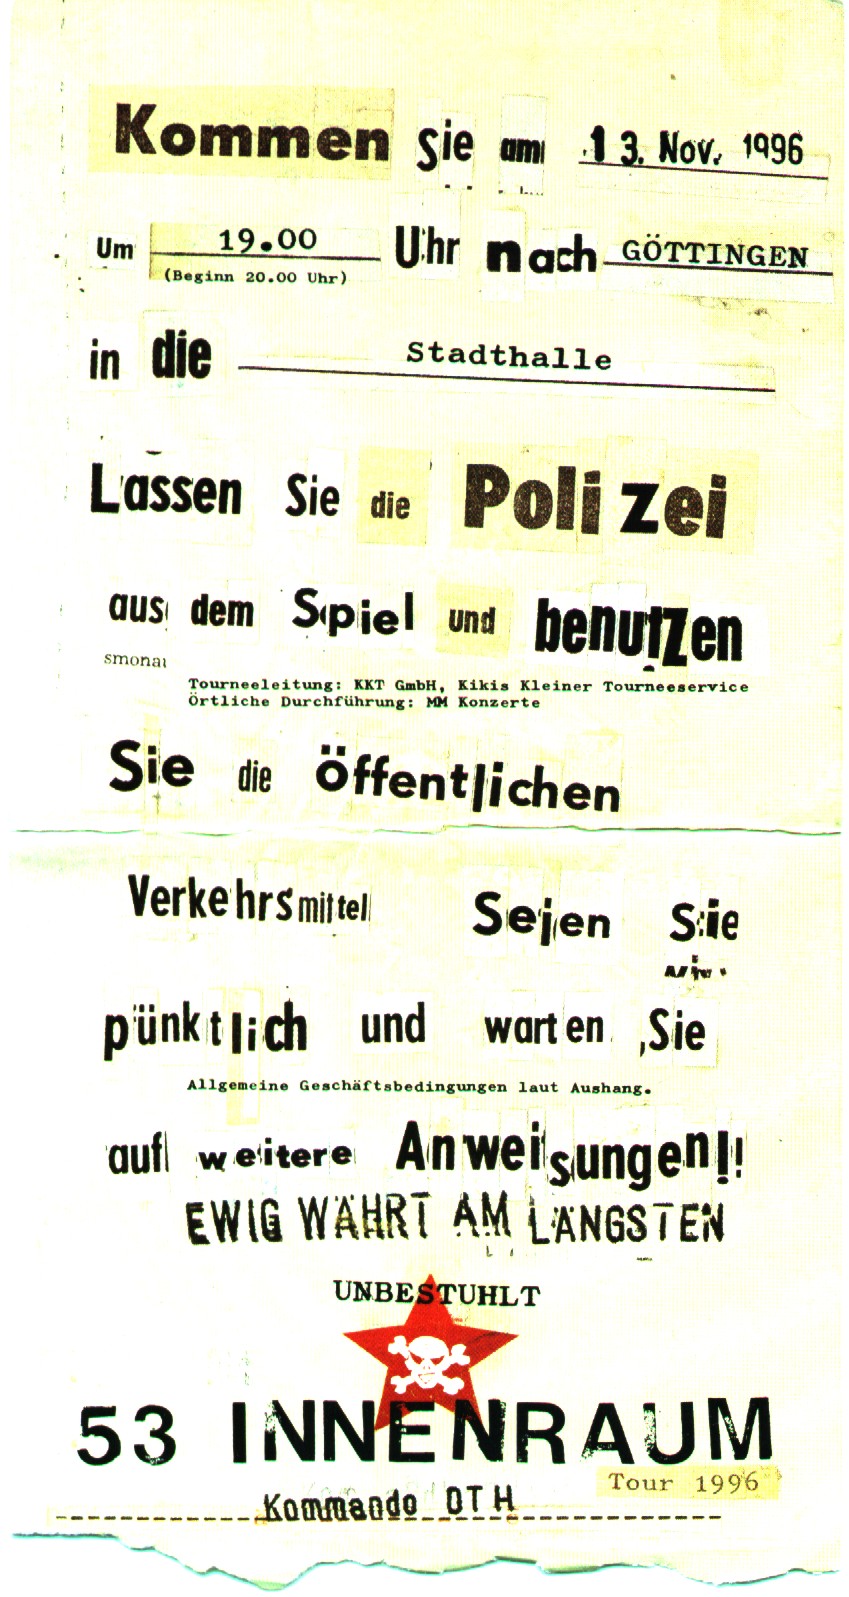 Kommen Sie am 13. Nov. 1996
Um 19.00 Uhr nach GÖTTINGEN
(Beginn 20.00 Uhr)
in die Stadthalle
Lassen Sie die Polizei
aus dem Spiel und benutzen
smonat
Tourneeleitung: KKT GmbH, Kikis Kleiner Tourneeservice
Örtliche Durchführung: MM Konzerte
Sie die öffentlichen
Verkehrsmittel Sejen Sie
pünktlich und warten Sie
Allgemeine Geschäftsbedingungen laut Aushang.
auf weitere Anweisungen!!
EWIG WÄHRT AM LÄNGSTEN
UNBESTUHLT
53 INNENRAUM
Tour 1996
Kommando OTH